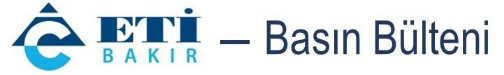 ETİ
BAKIR — Basın Bülteni